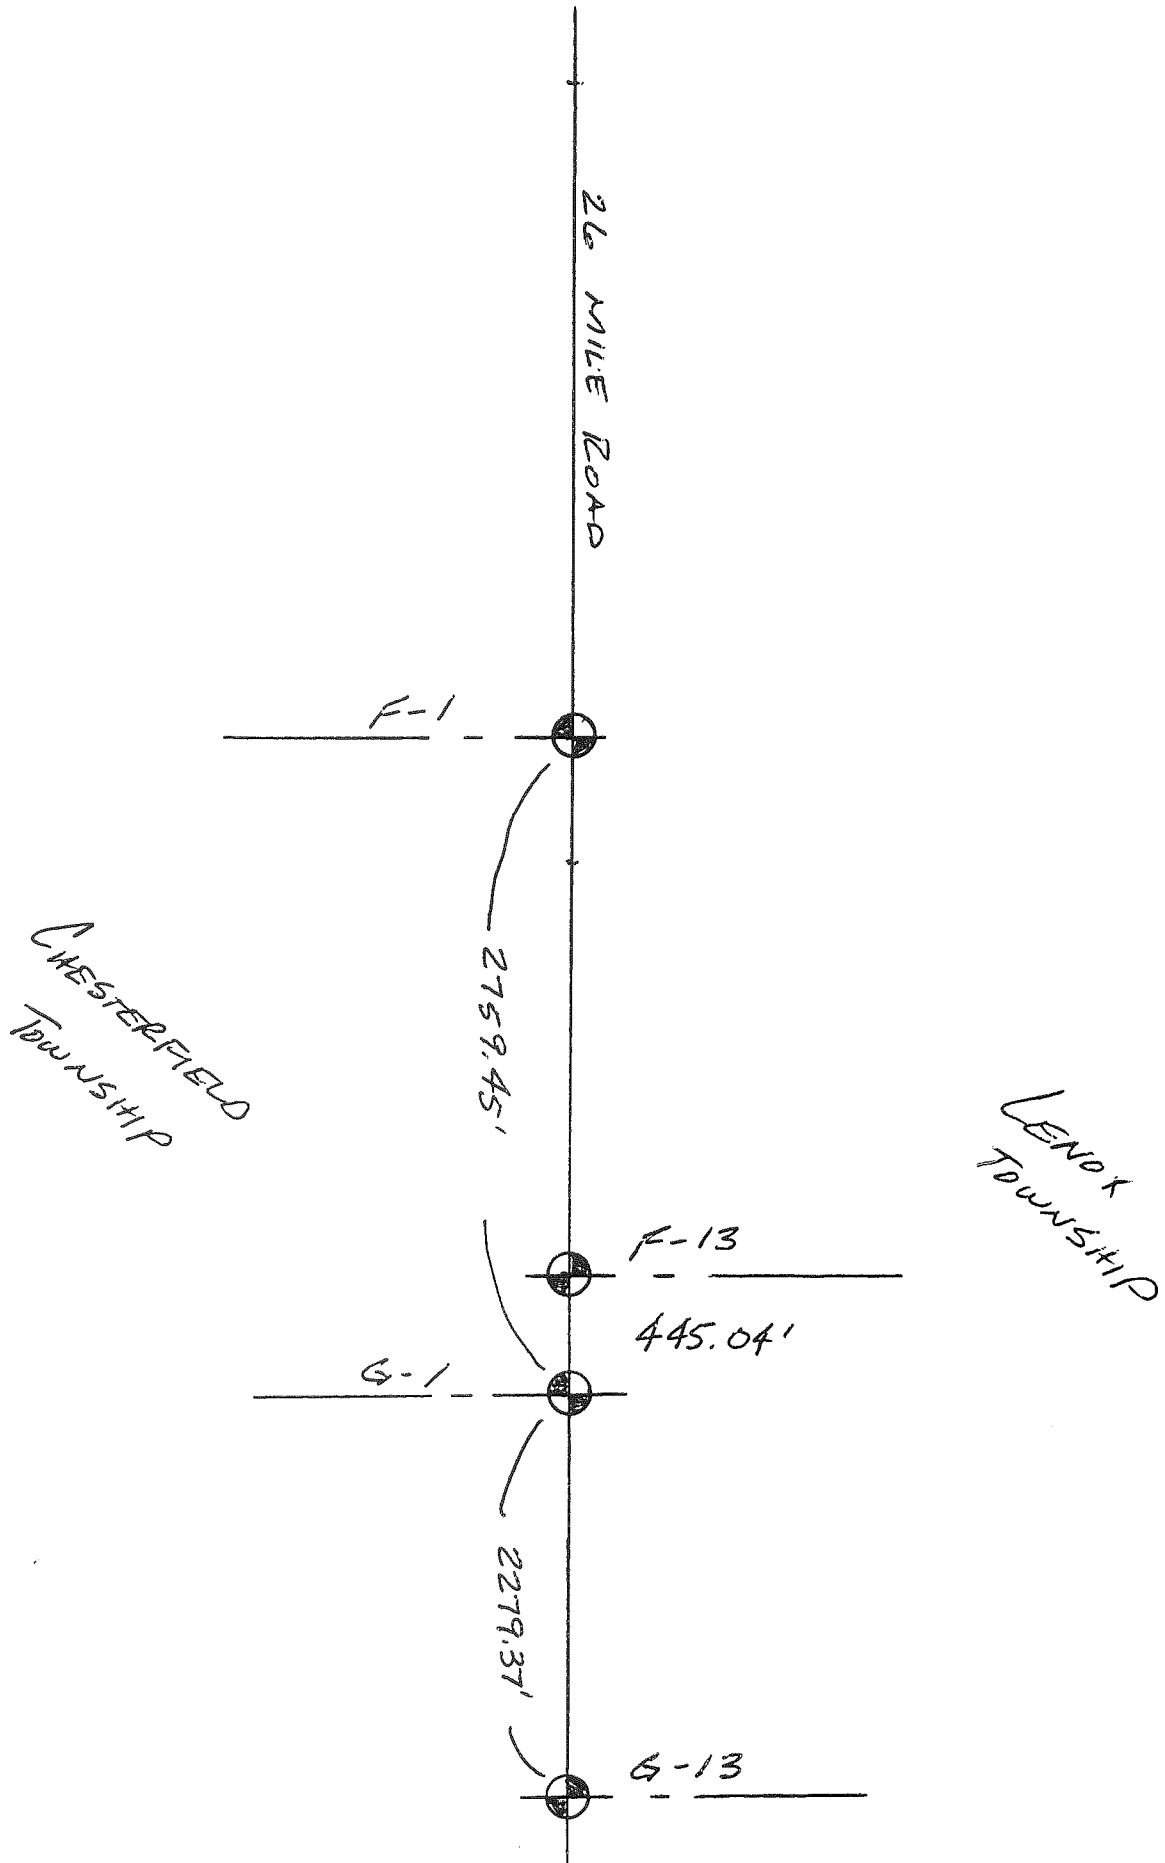 26 MILE ROAD
F-1
2759.45'
CHESTERFIELD
TOWNSHIP
LENOX
TOWNSHIP
F-13
445.04'
G-1
2279.37'
G-13